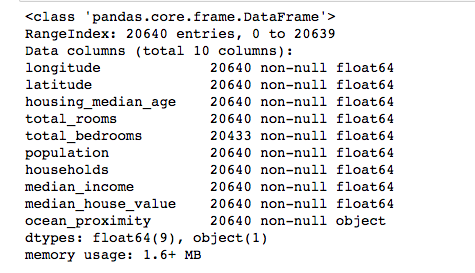 <class 'pandas.core.frame.DataFrame'>
RangeIndex: 20640 entries, 0 to 20639
Data columns (total 10 columns):
longitude             20640 non-null float64
latitude              20640 non-null float64
housing_median_age    20640 non-null float64
total_rooms           20640 non-null float64
total_bedrooms        20433 non-null float64
population            20640 non-null float64
households            20640 non-null float64
median_income         20640 non-null float64
median_house_value    20640 non-null float64
ocean_proximity       20640 non-null object
dtypes: float64(9), object(1)
memory usage: 1.6+ MB